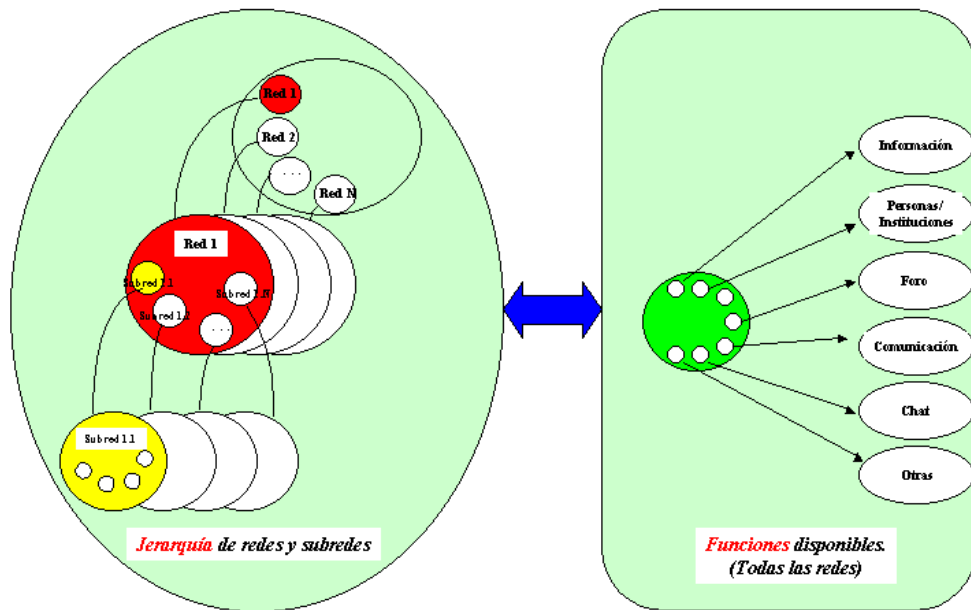 Red 1
Red 2
...
Red N
Red 1
Subred 1.1
Subred 1.N
Subred 1.2
...
Subred 1.1
Jerarquía de redes y subredes
Información
Personas/
Instituciones
Foro
Comunicación
Chat
Otras
Funciones disponibles.
(Todas las redes)